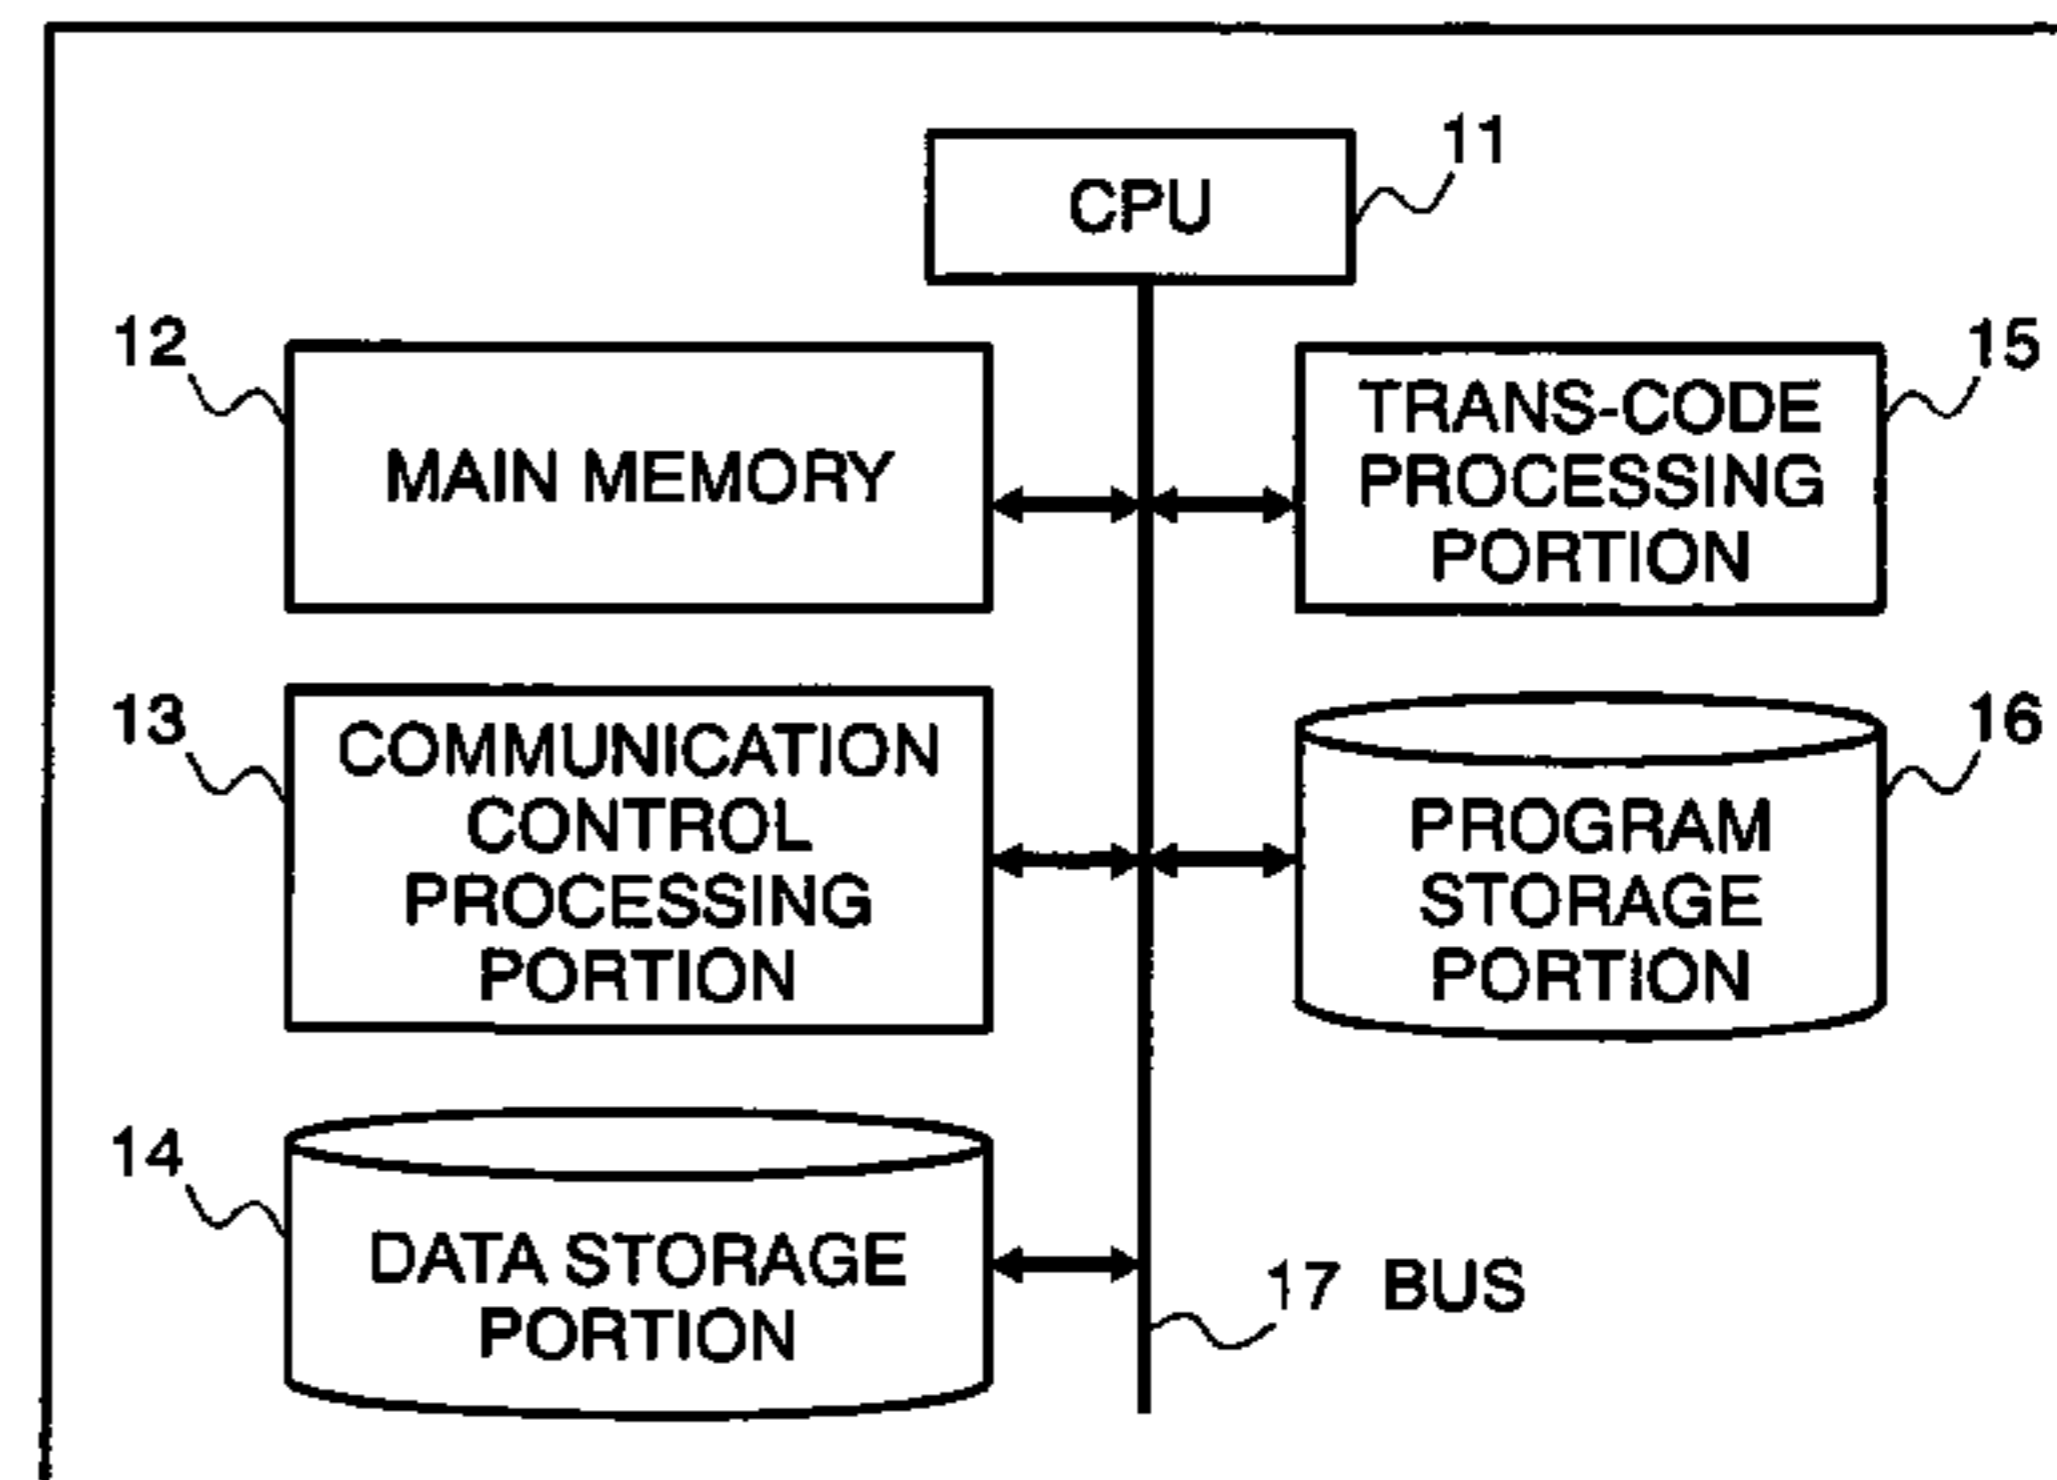 11
CPU
12
MAIN MEMORY
15
TRANS-CODE
PROCESSING
PORTION
13
COMMUNICATION
CONTROL
PROCESSING
PORTION
16
PROGRAM
STORAGE
PORTION
14
DATA STORAGE
PORTION
17 BUS